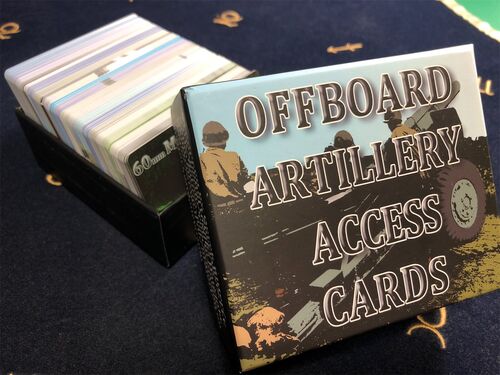 OFFBOARD
ARTILLERY
ACCESS
CARDS
60mm M